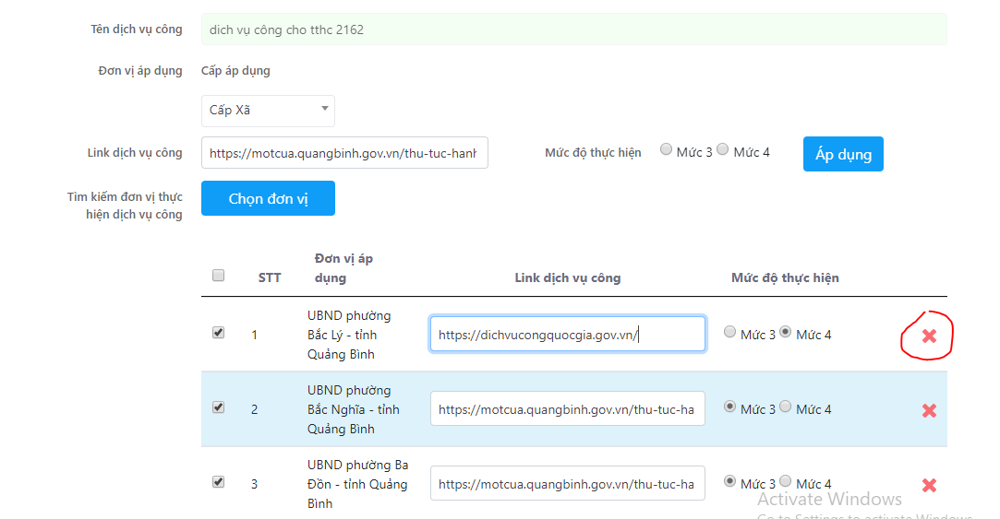 Tên dịch vụ công
dich vụ công cho tthc 2162
Đơn vị áp dụng
Cấp áp dụng
Cấp Xã
Link dịch vụ công
https://motcua.quangbinh.gov.vn/thu-tuc-hanh
Mức độ thực hiện
Mức 3
Mức 4
Áp dụng
Tìm kiếm đơn vị thực
hiện dịch vụ công
Chọn đơn vị
STT
Đơn vị áp
dụng
Link dịch vụ công
Mức độ thực hiện
1
UBND phường
Bắc Lý - tỉnh
Quảng Bình
https://dichvucongquocgia.gov.vn/
Mức 3
Mức 4
2
UBND phường
Bắc Nghĩa - tỉnh
Quảng Bình
https://motcua.quangbinh.gov.vn/thu-tuc-ha
Mức 3
Mức 4
3
UBND phường Ba
Đồn - tỉnh Quảng
Bình
https://motcua.quangbinh.gov.vn/thu-tuc-ha
Mức 3
Mức 4
Activate Windows
Go to Settings to activate Windows.